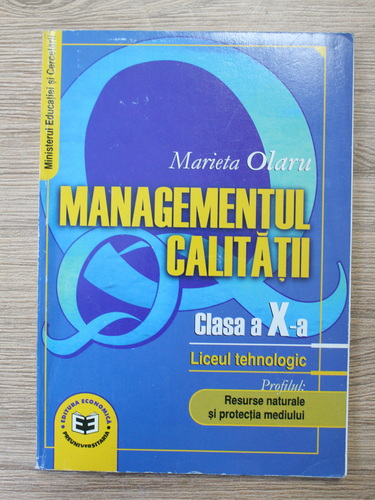 Ministerul Educației și Cercetării
Marieta Olaru
MANAGEMENTUL
CALITĂȚII
Clasa a X-a
Liceul tehnologic
Profilul:
Resurse naturale
și protecția mediului
EDITURA ECONOMICĂ
PREUNIVERSITARIA